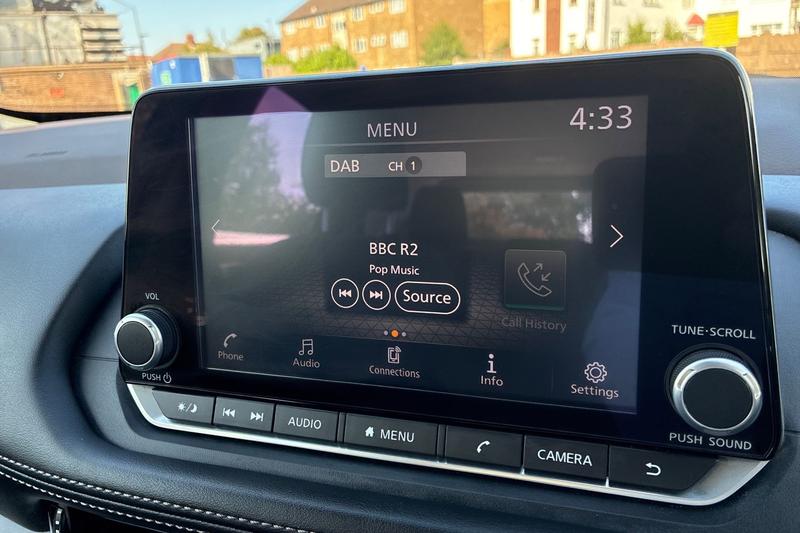 MENU
4:33
DAB CH 1
BBC R2
Pop Music
Source
Call History
Phone
Audio
Connections
Info
Settings
VOL
PUSH
TUNE·SCROLL
PUSH SOUND
AUDIO
MENU
CAMERA